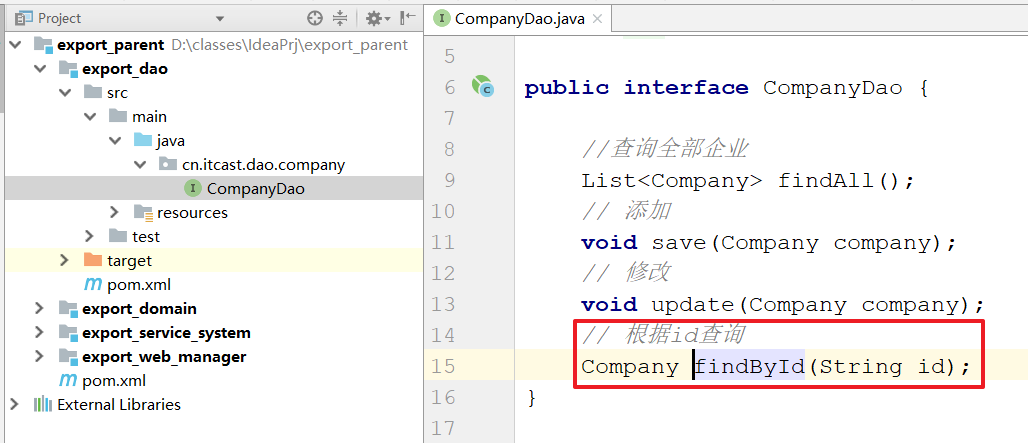 Project
export_parent D:\classes\IdeaPrj\export_parent
export_dao
src
main
java
cn.itcast.dao.company
CompanyDao
resources
test
target
pom.xml
export_domain
export_service_system
export_web_manager
pom.xml
External Libraries
CompanyDao.java
5
6 public interface CompanyDao {
7
8 //查询全部企业
9 List<Company> findAll();
10 // 添加
11 void save(Company company);
12 // 修改
13 void update(Company company);
14 // 根据id查询
15 Company findById(String id);
16 }
17